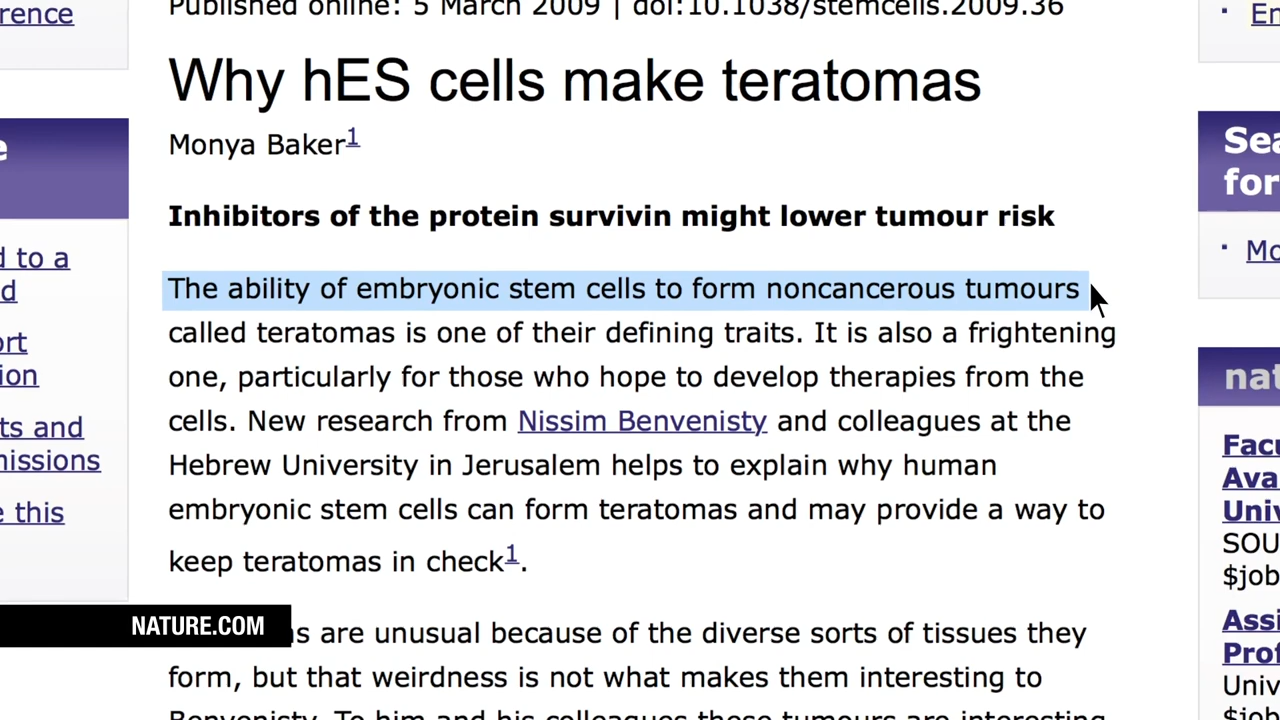 rence
Published online: 5 March 2009 | doi:10.1038/stemcells.2009.36
Why hES cells make teratomas
Monya Baker1
Inhibitors of the protein survivin might lower tumour risk
The ability of embryonic stem cells to form noncancerous tumours
called teratomas is one of their defining traits. It is also a frightening
one, particularly for those who hope to develop therapies from the
cells. New research from Nissim Benvenisty and colleagues at the
Hebrew University in Jerusalem helps to explain why human
embryonic stem cells can form teratomas and may provide a way to
keep teratomas in check1.
s are unusual because of the diverse sorts of tissues they
form, but that weirdness is not what makes them interesting to
Benvenisty. To him and his colleagues these tumours are interesting
NATURE.COM
e
d to a
d
ort
ion
ts and
missions
e this
En
Sea
for
Mo
nat
Facu
Ava
Univ
SOU
$job
Assi
Prof
Univ
$job